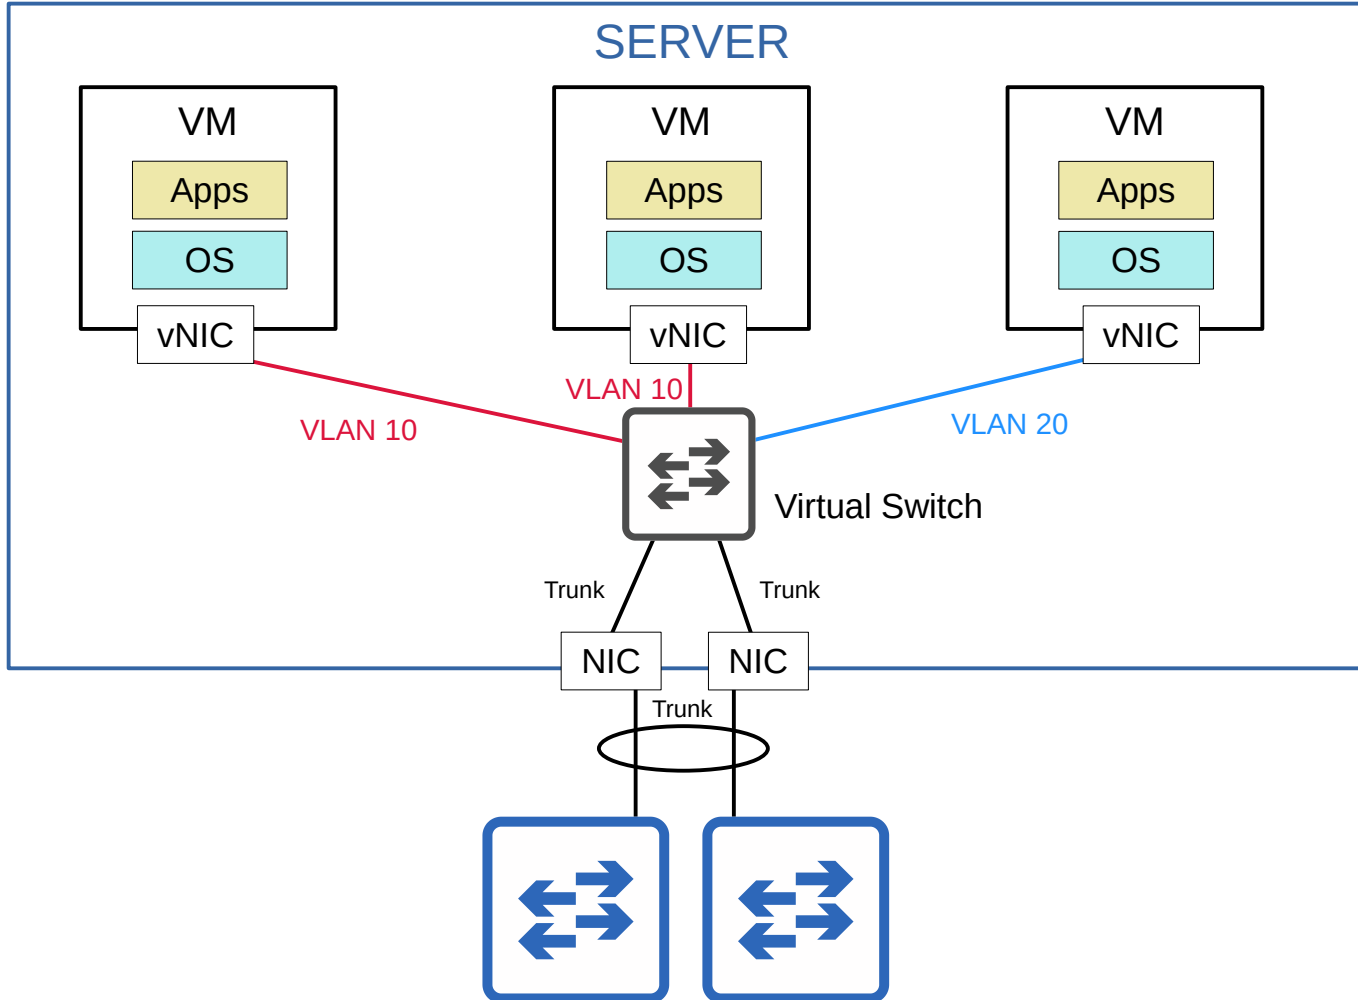 SERVER
VM
Apps
OS
vNIC
VM
Apps
OS
vNIC
VM
Apps
OS
vNIC
VLAN 10
VLAN 10
VLAN 20
Virtual Switch
Trunk
Trunk
NIC
NIC
Trunk